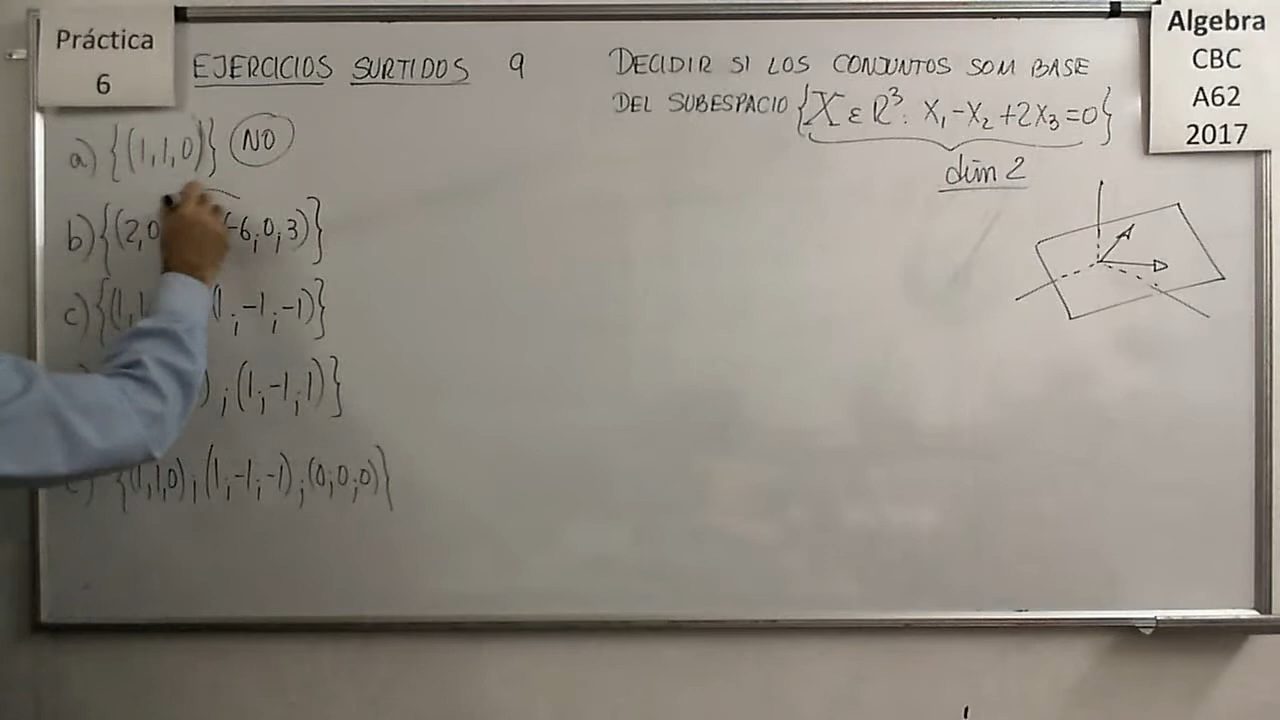 Práctica
6
EJERCICIOS SURTIDOS 9
DECIDIR SI LOS CONJUNTOS SON BASE
DEL SUBESPACIO {X ε R³: X₁-X₂+2X₃=0}
dim 2
Algebra
CBC
A62
2017
a) {(1,1,0)} NO
b) {(2,0 -6;0;3)}
c) {(1,1 1;-1;-1)}
);(1;-1;1)}
{(1,1,0);(1;-1;-1);(0;0;0)}